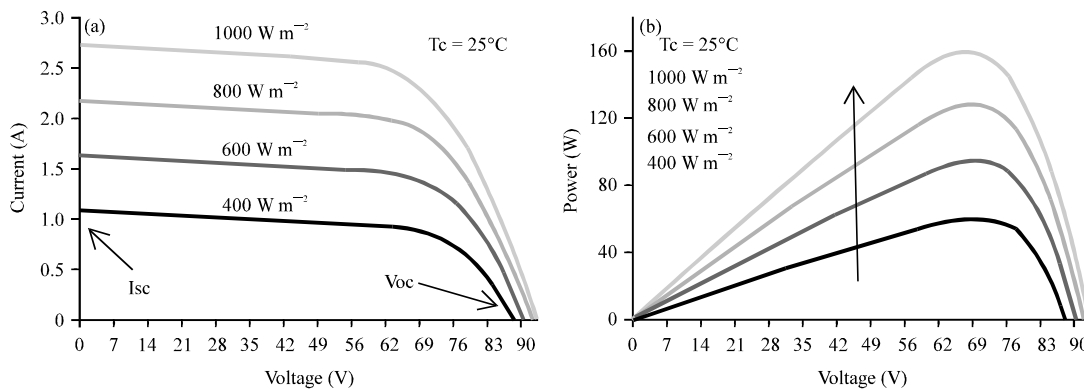 (a)
Tc = 25°C
1000 W m⁻²
800 W m⁻²
600 W m⁻²
400 W m⁻²
Isc
Voc
Current (A)
3.0
2.5
2.0
1.5
1.0
0.5
0
0 7 14 21 28 35 42 49 56 62 69 76 83 90
Voltage (V)
(b)
Tc = 25°C
1000 W m⁻²
800 W m⁻²
600 W m⁻²
400 W m⁻²
Power (W)
160
120
80
40
0
0 7 14 21 28 35 42 49 56 62 69 76 83 90
Voltage (V)